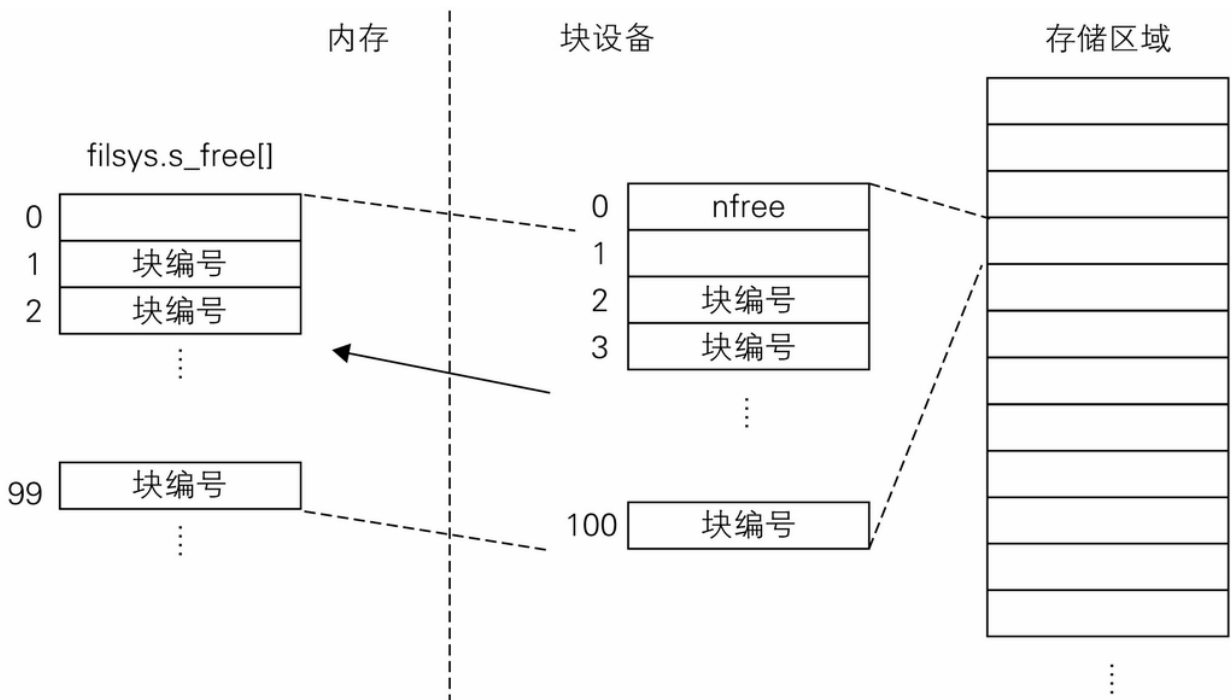 内存
块设备
存储区域
filsys.s_free[]
0
1 块编号
2 块编号
⋮
99 块编号
⋮
0 nfree
1
2 块编号
3 块编号
⋮
100 块编号
⋮